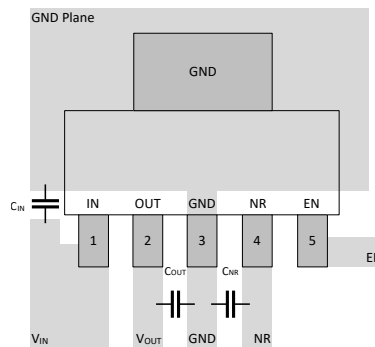 GND Plane
GND
CIN
IN OUT GND NR EN
1 2 3 4 5
COUT CNR
E
VIN VOUT GND NR